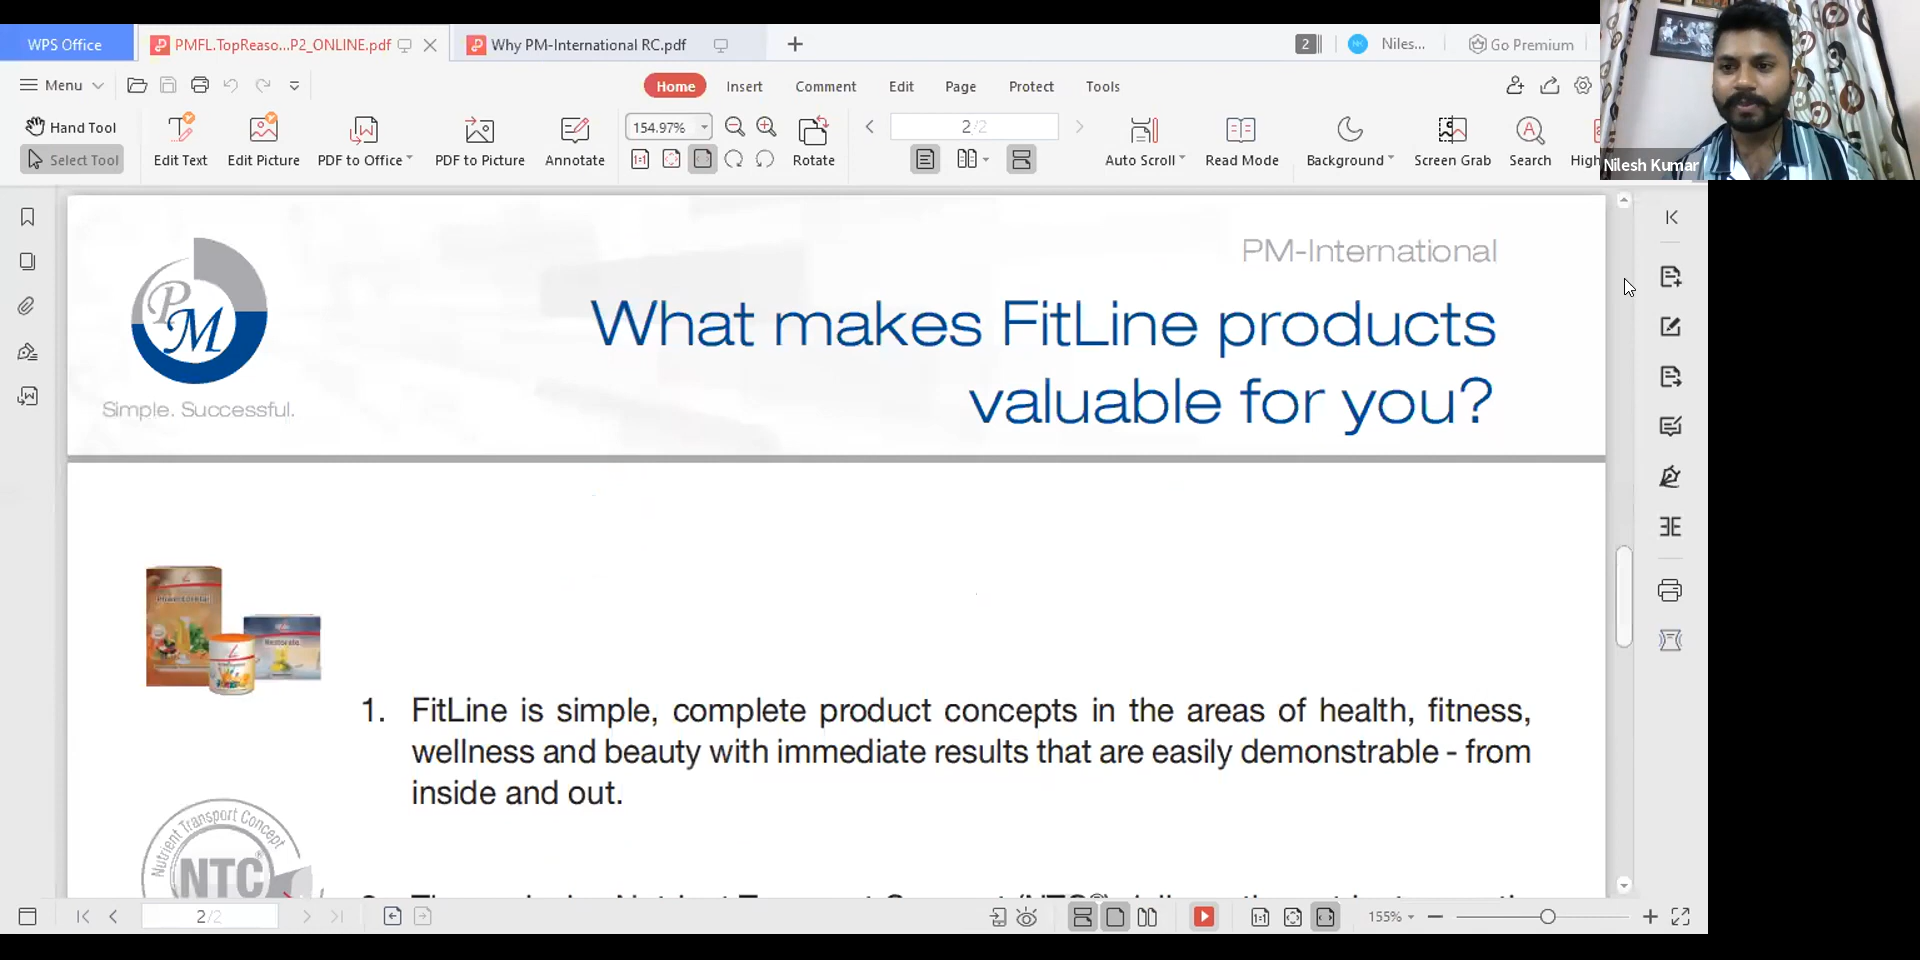 WPS Office
PMFL.TopReaso...P2_ONLINE.pdf
Why PM-International RC.pdf
2
NK
Niles...
Go Premium
Menu
Home
Insert
Comment
Edit
Page
Protect
Tools
Hand Tool
Select Tool
Edit Text
Edit Picture
PDF to Office
PDF to Picture
Annotate
154.97%
Rotate
2/2
Auto Scroll
Read Mode
Background
Screen Grab
Search
High
Nilesh Kumar
PM
Simple. Successful.
PM-International
What makes FitLine products
valuable for you?
Restorate
1. FitLine is simple, complete product concepts in the areas of health, fitness,
wellness and beauty with immediate results that are easily demonstrable - from
inside and out.
Nutrient Transport Concept
NTC®
2/2
155%